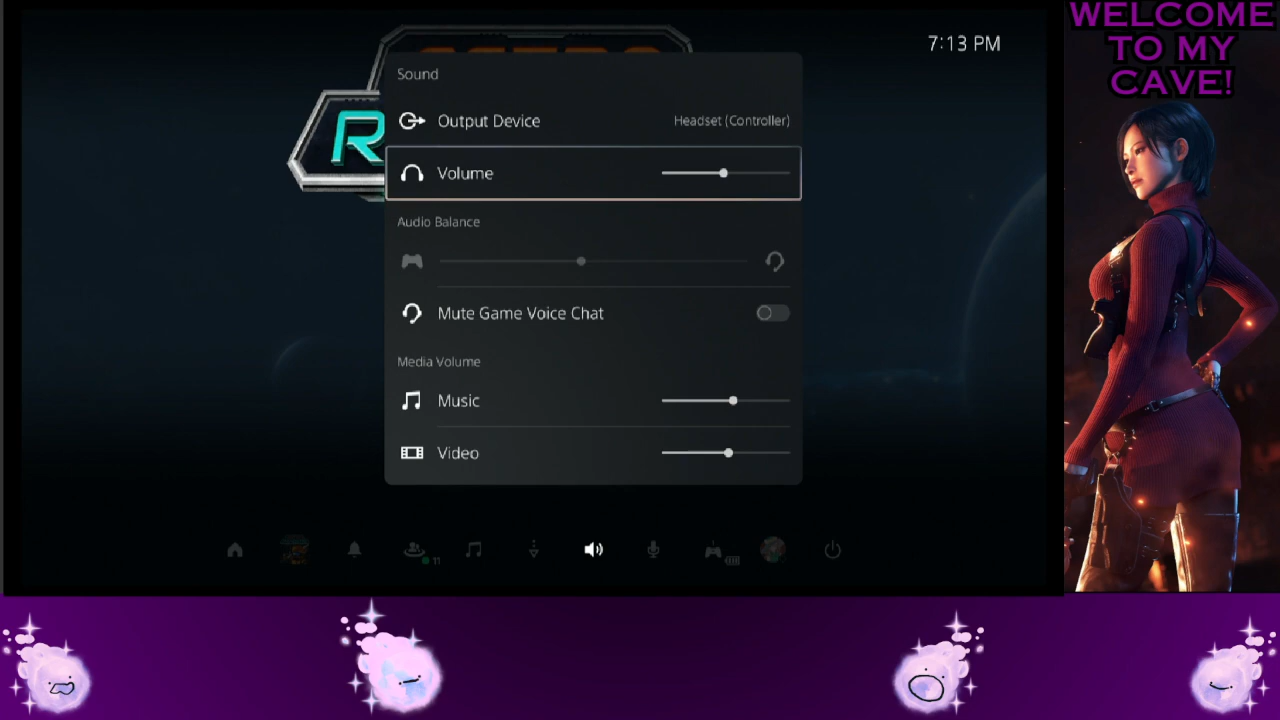 WELCOME
TO MY
CAVE!
7:13 PM
R
Sound
Output Device Headset (Controller)
Volume
Audio Balance
Mute Game Voice Chat
Media Volume
Music
Video
11